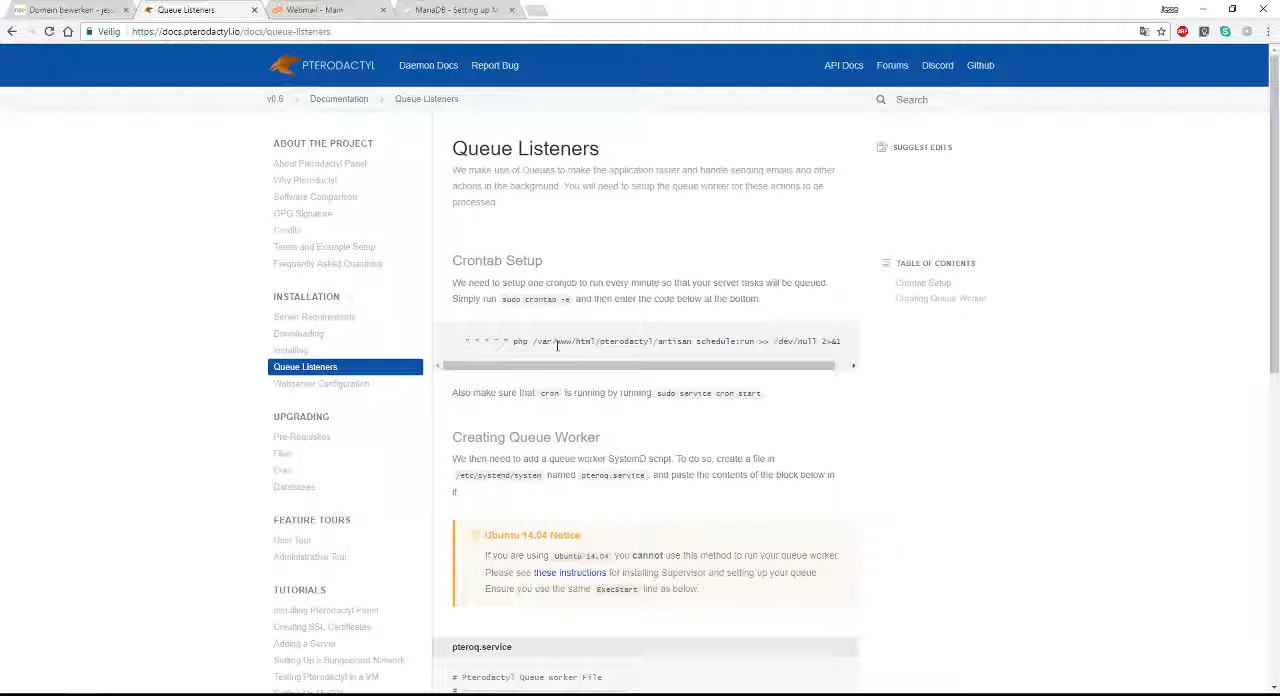 Domein Bewerken - jes
Queue Listeners
Webmail - Main
MariaDB - Setting up M
Veilig
https://docs.pterodactyl.io/docs/queue-listeners
PTERODACTYL
Daemon Docs
Report Bug
API Docs
Forums
Discord
Github
v0.6
Documentation
Queue Listeners
Search
ABOUT THE PROJECT
About Pterodactyl Panel
Why Pterodactyl
Software Comparison
GPG Signature
Credits
Terms and Example Setup
Frequently Asked Questions
INSTALLATION
Server Requirements
Downloading
Installing
Queue Listeners
Webserver Configuration
UPGRADING
Pre-Requisites
Files
Databases
FEATURE TOURS
User Tour
Administrative Tour
TUTORIALS
Installing Pterodactyl Panel
Creating SSL Certificates
Adding a Server
Setting Up a Bungeecord Network
Testing Pterodactyl in a VM
Setting Up MySQL
Queue Listeners
We make use of Queues to make the application faster and handle sending emails and other
actions in the background. You will need to setup the queue worker for these actions to be
processed.
Crontab Setup
We need to setup one cronjob to run every minute so that your server tasks will be queued.
Simply run sudo crontab -e and then enter the code below at the bottom.
* * * * * php /var/www/html/pterodactyl/artisan schedule:run >> /dev/null 2>&1
Also make sure that cron is running by running sudo service cron start
Creating Queue Worker
We then need to add a queue worker SystemD script. To do so, create a file in
/etc/systemd/system named pteroq.service, and paste the contents of the block below in
it.
Ubuntu 14.04 Notice
If you are using Ubuntu 14.04 you cannot use this method to run your queue worker.
Please see these instructions for installing Supervisor and setting up your queue
Ensure you use the same ExecStart line as below.
pteroq.service
# Pterodactyl Queue worker File
# ----------------------------------
SUGGEST EDITS
TABLE OF CONTENTS
Crontab Setup
Creating Queue Worker